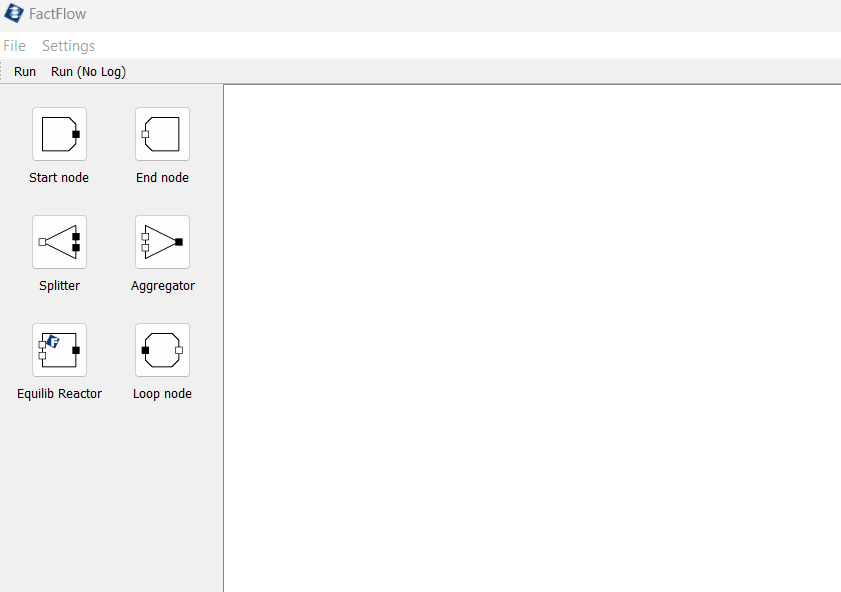 FactFlow
File Settings
Run Run (No Log)
Start node End node
Splitter Aggregator
F
Equilib Reactor Loop node